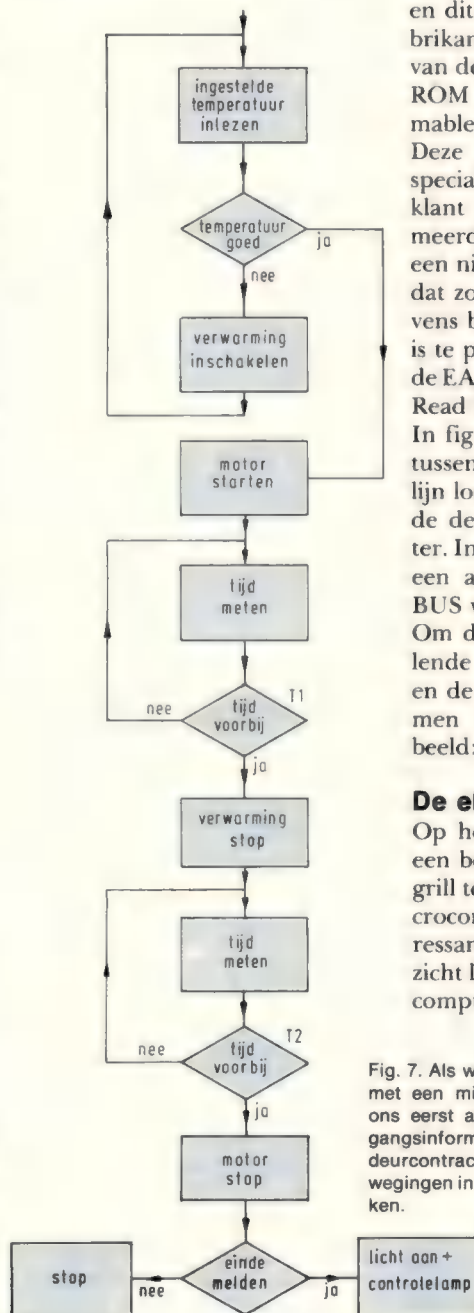 ingestelde
temperatuur
inlezen
temperatuur
goed
ja
nee
verwarming
inschakelen
motor
starten
tijd
meten
tijd
voorbij
T1
nee
ja
verwarming
stop
tijd
meten
tijd
voorbij
T2
nee
ja
motor
stop
einde
melden
nee
ja
stop
licht aan +
controlelamp
en dit
brikan
van de
ROM
mable
Deze
specia
klant
meerd
een ni
dat zo
vens b
is te p
de EA
Read
In fig
tussen
lijn lo
de de
ter. In
een a
BUS
Om d
lende
en de
men
beeld:
De el
Op h
een be
grill te
crocor
ressar
zicht
comp
Fig. 7. Als w
met een mi
ons eerst a
gangsinform
deurcontrac
wegingen in
ken.